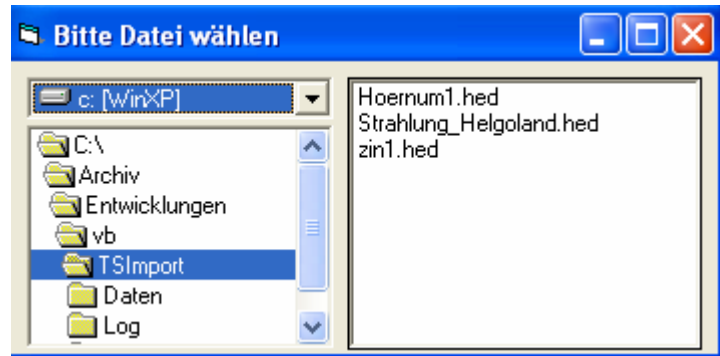 Bitte Datei wählen
c: [WinXP]
C:\
Archiv
Entwicklungen
vb
TSImport
Daten
Log
Hoernum1.hed
Strahlung_Helgoland.hed
zin1.hed